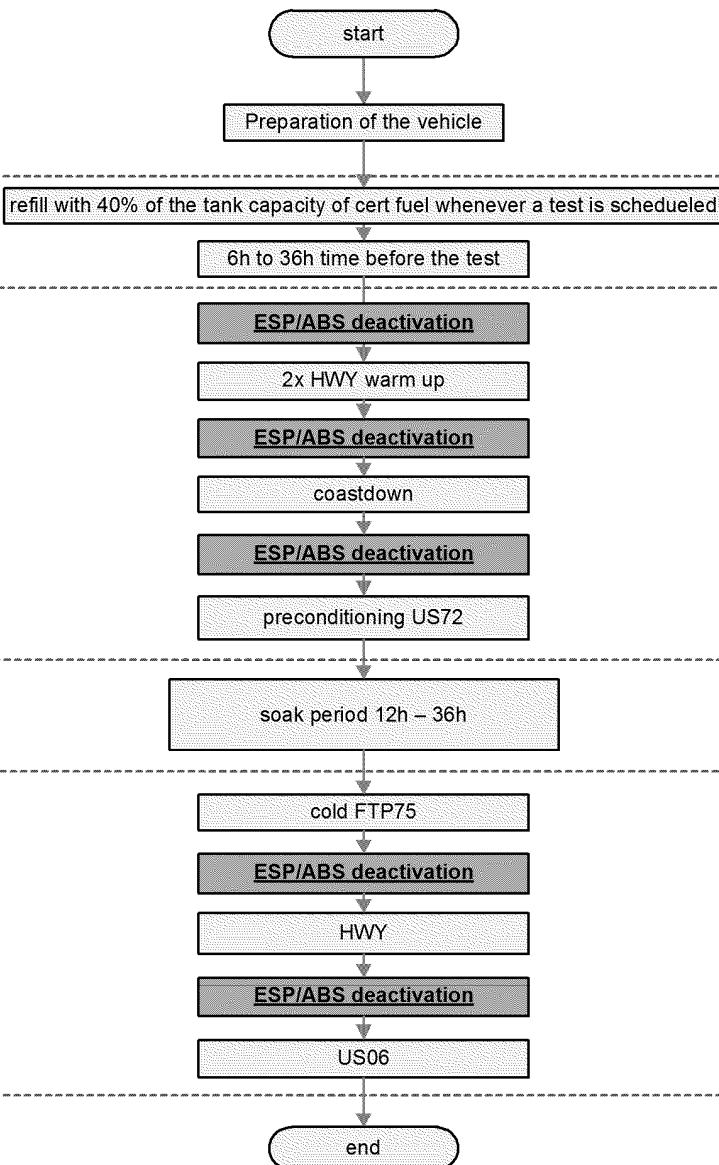 start
Preparation of the vehicle
refill with 40% of the tank capacity of cert fuel whenever a test is schedueled
6h to 36h time before the test
ESP/ABS deactivation
2x HWY warm up
ESP/ABS deactivation
coastdown
ESP/ABS deactivation
preconditioning US72
soak period 12h – 36h
cold FTP75
ESP/ABS deactivation
HWY
ESP/ABS deactivation
US06
end